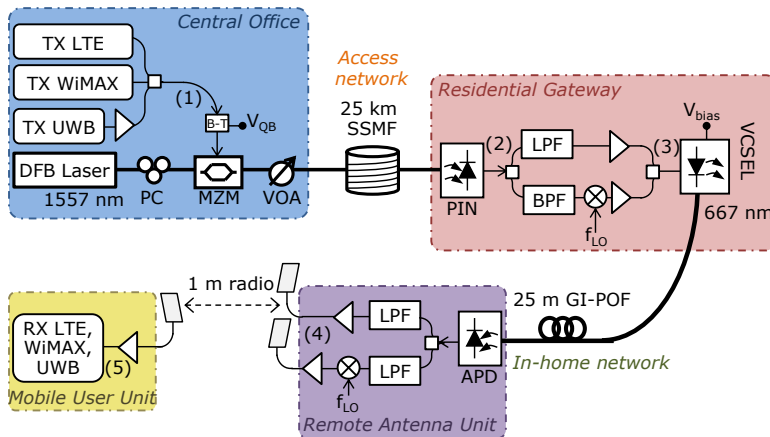 Central Office
TX LTE
TX WiMAX
TX UWB
(1)
B-T
V_QB
DFB Laser
1557 nm
PC
MZM
VOA
Access
network
25 km
SSMF
Residential Gateway
V_bias
VCSEL
PIN
(2)
LPF
BPF
f_LO
(3)
667 nm
25 m GI-POF
In-home network
1 m radio
RX LTE,
WiMAX,
UWB
(5)
Mobile User Unit
(4)
LPF
LPF
f_LO
APD
Remote Antenna Unit